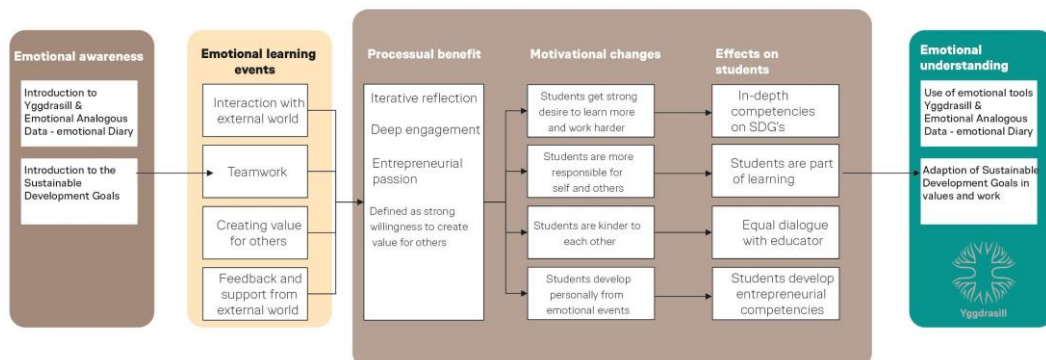 Emotional awareness
Introduction to
Yggdrasill &
Emotional Analogous
Data - emotional Diary
Introduction to the
Sustainable
Development Goals
Emotional learning
events
Interaction with
external world
Teamwork
Creating value
for others
Feedback and
support from
external world
Processual benefit
Iterative reflection
Deep engagement
Entrepreneurial
passion
Defined as strong
willingness to create
value for others
Motivational changes
Students get strong
desire to learn more
and work harder
Students are more
responsible for
self and others
Students are kinder to
each other
Students develop
personally from
emotional events
Effects on
students
In-depth
competencies
on SDG's
Students are part
of learning
Equal dialogue
with educator
Students develop
entrepreneurial
competencies
Emotional
understanding
Use of emotional tools
Yggdrasill &
Emotional Analogous
Data - emotional Diary
Adaption of Sustainable
Development Goals in
values and work
Yggdrasill